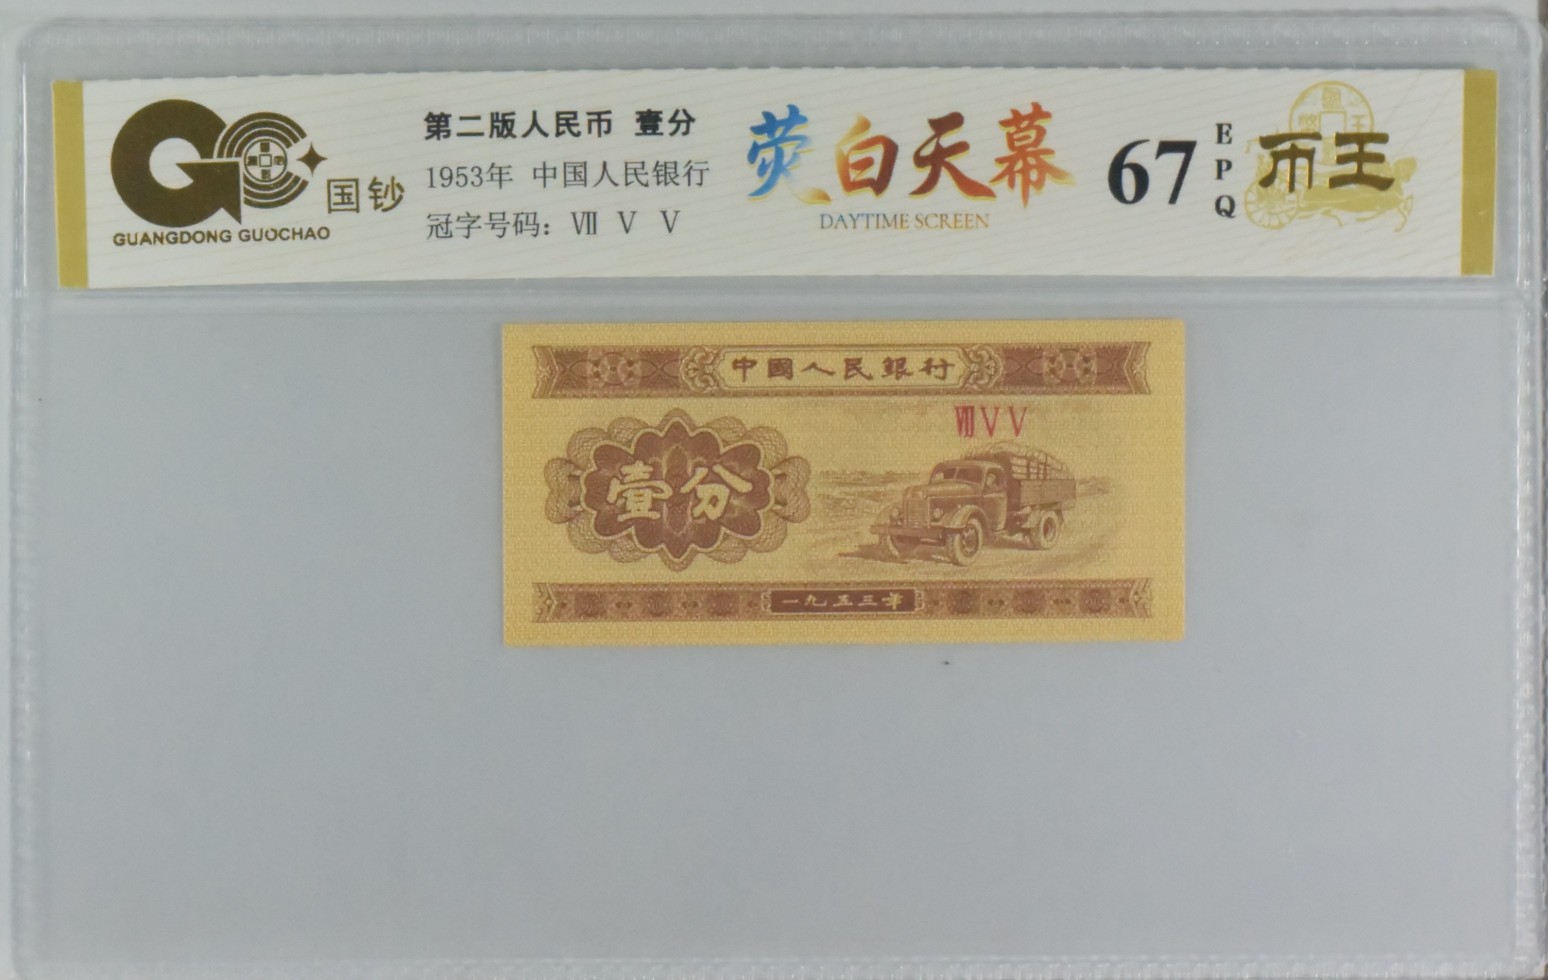 国钞
GUANGDONG GUOCHAO
第二版人民币 壹分
1953年 中国人民银行
冠字号码： Ⅶ Ⅴ Ⅴ
荧白天幕
DAYTIME SCREEN
67
EPQ
币王
中國人民銀行
ⅦⅤⅤ
壹分
一九五三年